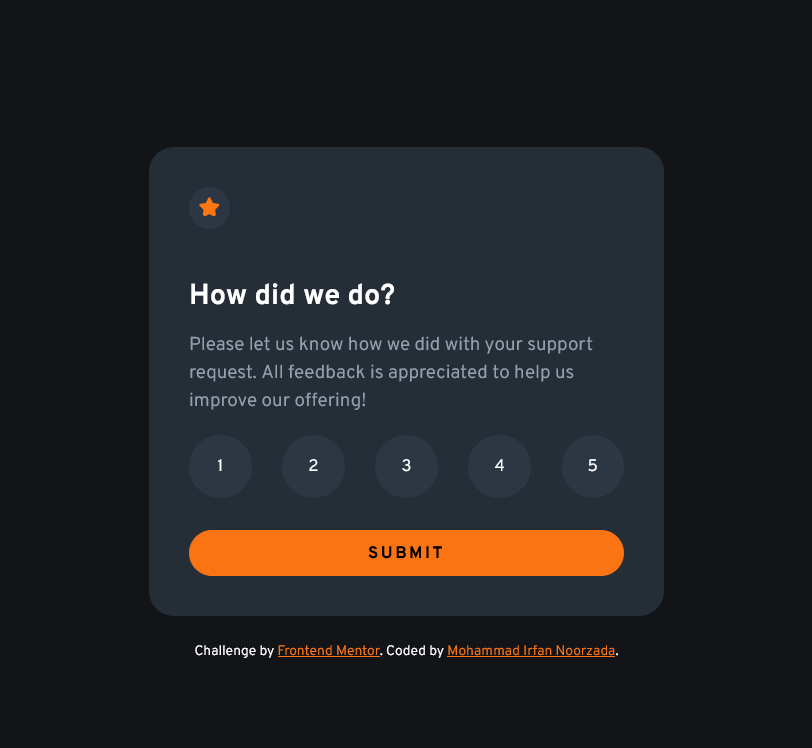 How did we do?
Please let us know how we did with your support
request. All feedback is appreciated to help us
improve our offering!
1 2 3 4 5
SUBMIT
Challenge by Frontend Mentor. Coded by Mohammad Irfan Noorzada.